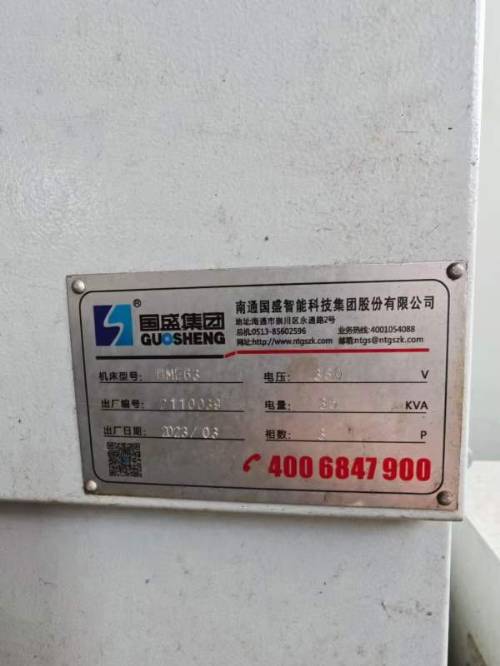 国盛集团
GUOSHENG
®
南通国盛智能科技集团股份有限公司
地址:南通市崇川区永通路2号
总机:0513-85602596 业务热线:4001054088
网址:http://www.ntgszk.com 邮箱:ntgs@ntgszk.com
机床型号: 电压: 380 V
出厂编号: 电量: KVA
出厂日期: 2023/03 相数: 3 P
400 6847 900